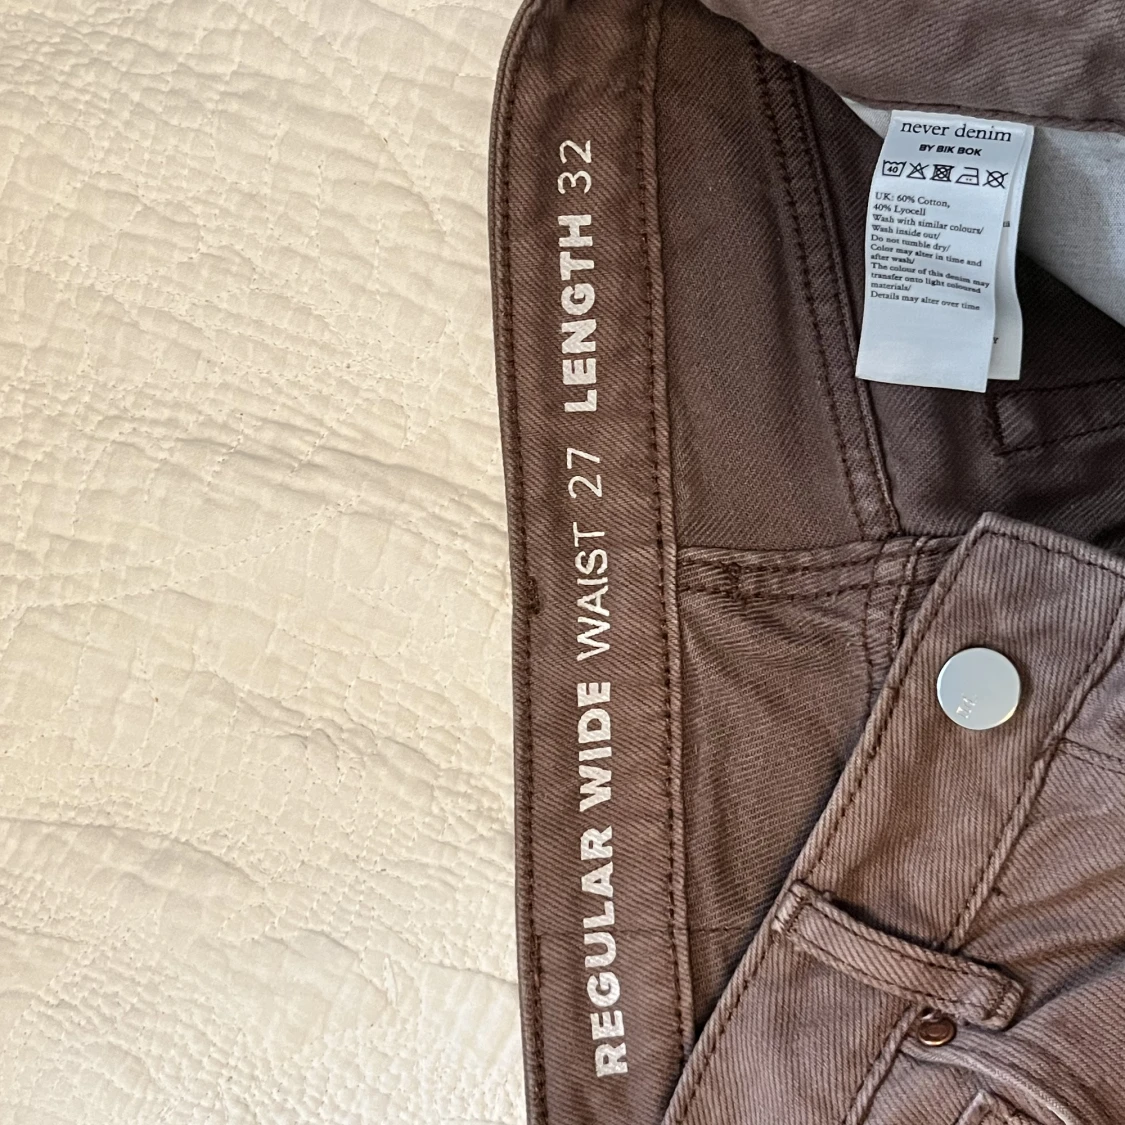 REGULAR WIDE WAIST 27 LENGTH 32
never denim
BY BIK BOK
40
UK: 60% Cotton,
40% Lyocell
Wash with similar colours/
Wash inside out/
Do not tumble dry/
Color may alter in time and
after wash/
The colour of this denim may
transfer onto light coloured
materials/
Details may alter over time